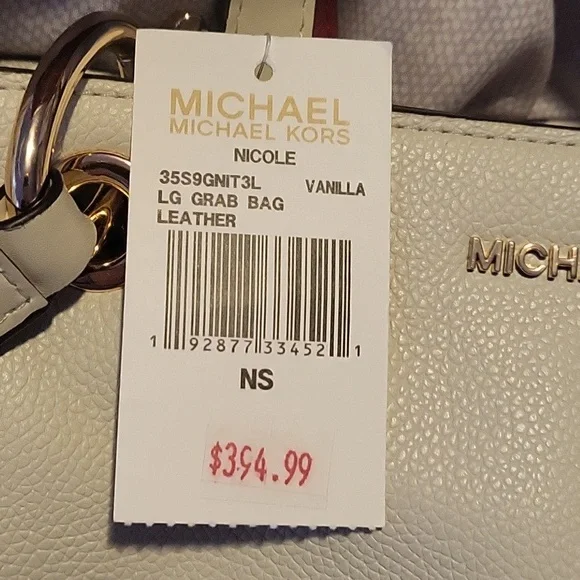 MICHAEL
MICHAEL KORS
NICOLE
35S9GNIT3L VANILLA
LG GRAB BAG
LEATHER
1 92877 33452 1
NS
$394.99
MICH